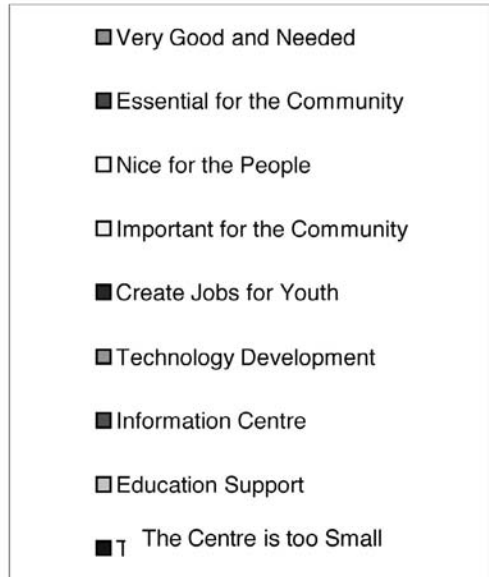 Very Good and Needed
Essential for the Community
Nice for the People
Important for the Community
Create Jobs for Youth
Technology Development
Information Centre
Education Support
T The Centre is too Small